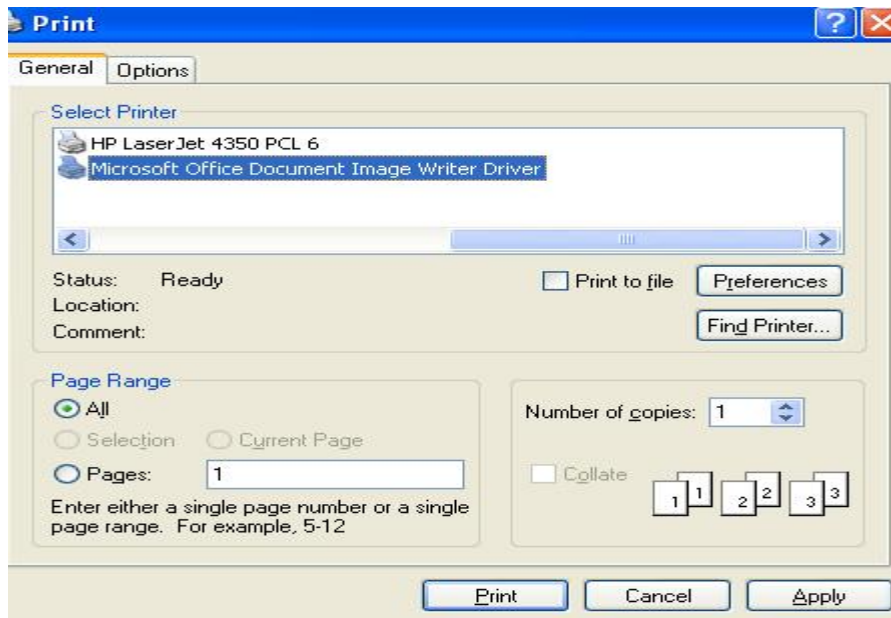 Print
General Options
Select Printer
HP LaserJet 4350 PCL 6
Microsoft Office Document Image Writer Driver
Status: Ready
Location:
Comment:
Print to file
Preferences
Find Printer...
Page Range
All
Selection Current Page
Pages: 1
Enter either a single page number or a single
page range. For example, 5-12
Number of copies: 1
Collate
1 1 2 2 3 3
Print Cancel Apply